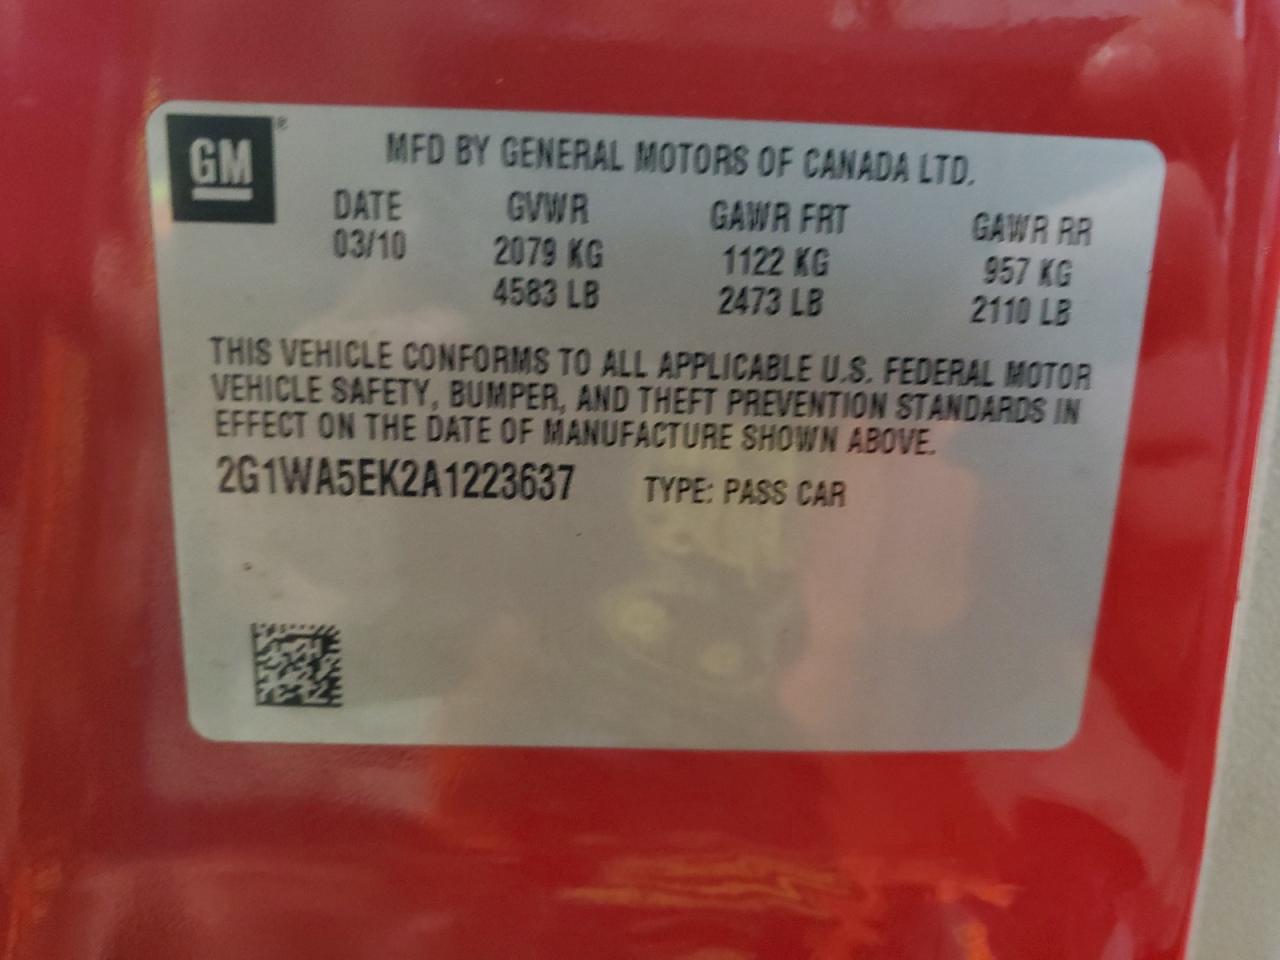 GM
MFD BY GENERAL MOTORS OF CANADA LTD.
DATE GVWR GAWR FRT GAWR RR
03/10 2079 KG 1122 KG 957 KG
4583 LB 2473 LB 2110 LB
THIS VEHICLE CONFORMS TO ALL APPLICABLE U.S. FEDERAL MOTOR
VEHICLE SAFETY, BUMPER, AND THEFT PREVENTION STANDARDS IN
EFFECT ON THE DATE OF MANUFACTURE SHOWN ABOVE.
2G1WA5EK2A1223637 TYPE: PASS CAR